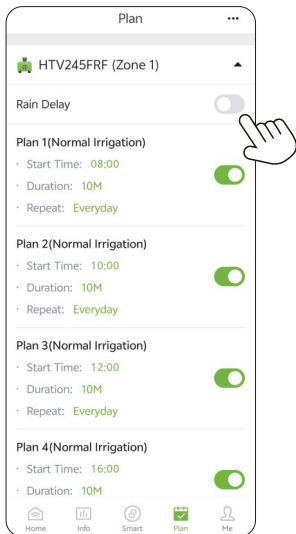 Plan
HTV245FRF (Zone 1)
Rain Delay
Plan 1(Normal Irrigation)
· Start Time: 08:00
· Duration: 10M
· Repeat: Everyday
Plan 2(Normal Irrigation)
· Start Time: 10:00
· Duration: 10M
· Repeat: Everyday
Plan 3(Normal Irrigation)
· Start Time: 12:00
· Duration: 10M
· Repeat: Everyday
Plan 4(Normal Irrigation)
· Start Time: 16:00
· Duration: 10M
Home Info Smart Plan Me